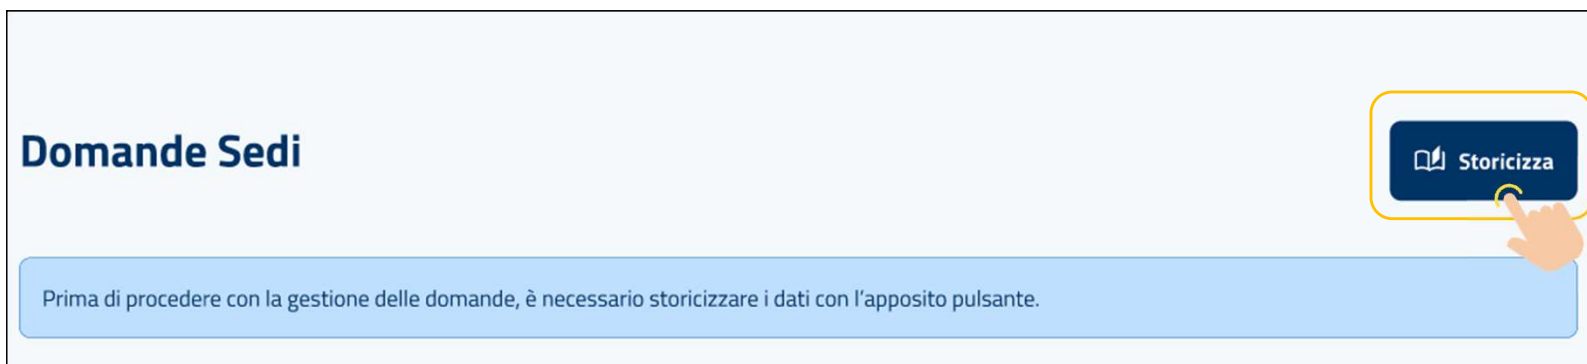 Domande Sedi
Storicizza
Prima di procedere con la gestione delle domande, è necessario storicizzare i dati con l’apposito pulsante.